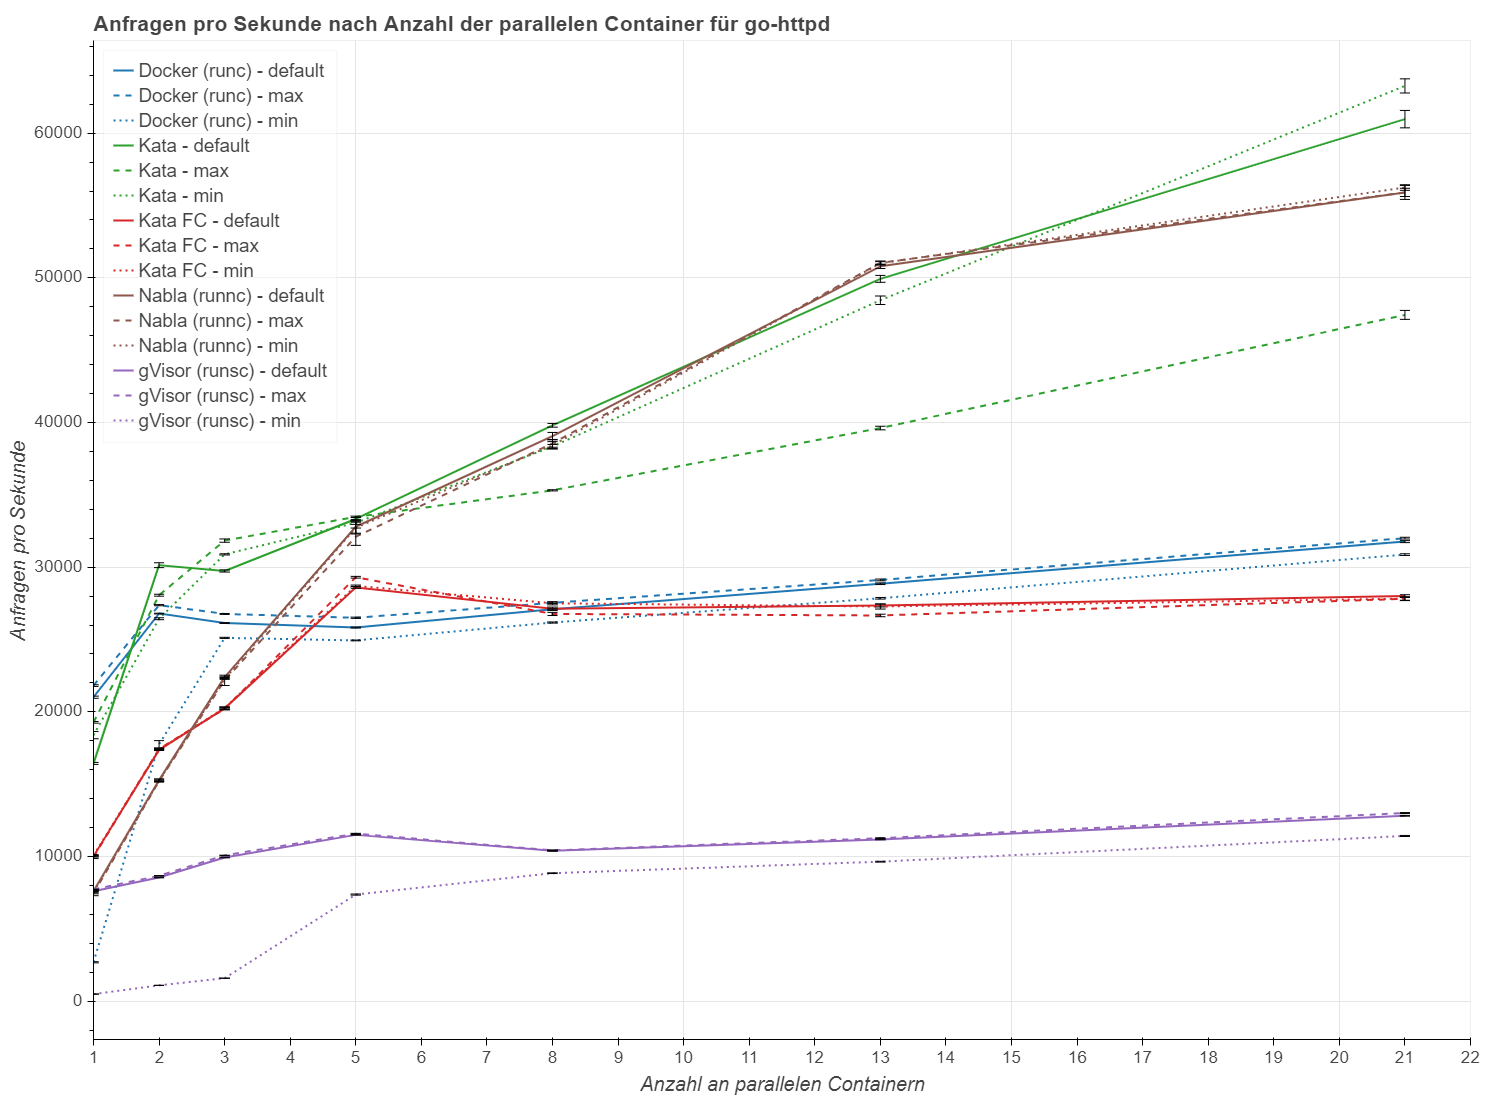 Anfragen pro Sekunde nach Anzahl der parallelen Container für go-httpd
Docker (runc) - default
Docker (runc) - max
Docker (runc) - min
Kata - default
Kata - max
Kata - min
Kata FC - default
Kata FC - max
Kata FC - min
Nabla (runnc) - default
Nabla (runnc) - max
Nabla (runnc) - min
gVisor (runsc) - default
gVisor (runsc) - max
gVisor (runsc) - min
Anfragen pro Sekunde
60000
50000
40000
30000
20000
10000
0
1 2 3 4 5 6 7 8 9 10 11 12 13 14 15 16 17 18 19 20 21 22
Anzahl an parallelen Containern